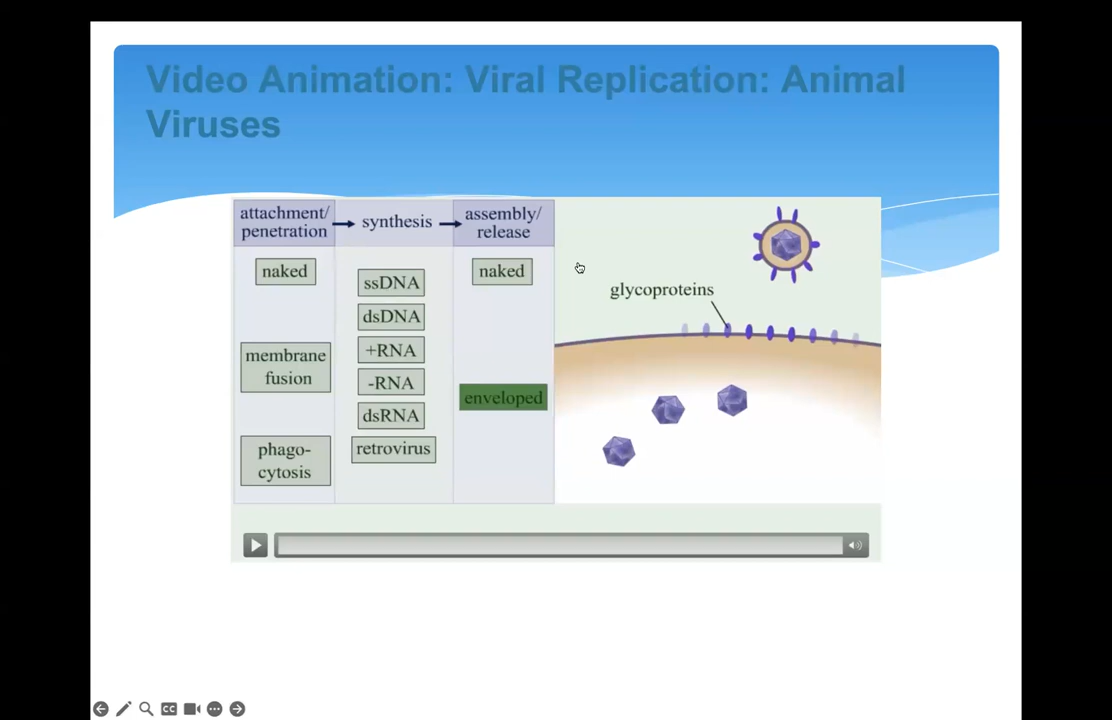 Video Animation: Viral Replication: Animal
Viruses
attachment/
penetration
synthesis
assembly/
release
naked
membrane
fusion
phago-
cytosis
ssDNA
dsDNA
+RNA
-RNA
dsRNA
retrovirus
naked
enveloped
glycoproteins
CC